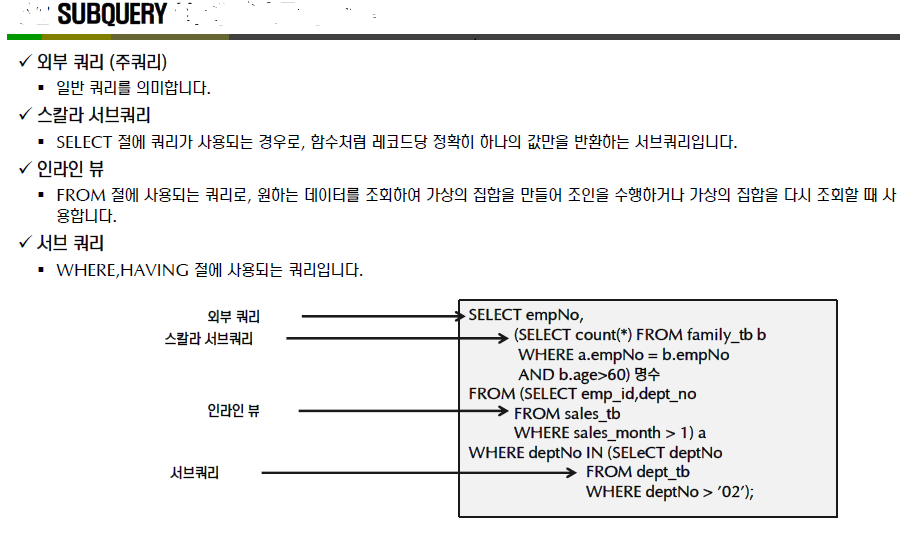 SUBQUERY
✓ 외부 쿼리 (주쿼리)
▪ 일반 쿼리를 의미합니다.
✓ 스칼라 서브쿼리
▪ SELECT 절에 쿼리가 사용되는 경우로, 함수처럼 레코드당 정확히 하나의 값만을 반환하는 서브쿼리입니다.
✓ 인라인 뷰
▪ FROM 절에 사용되는 쿼리로, 원하는 데이터를 조회하여 가상의 집합을 만들어 조인을 수행하거나 가상의 집합을 다시 조회할 때 사
용합니다.
✓ 서브 쿼리
▪ WHERE,HAVING 절에 사용되는 쿼리입니다.
외부 쿼리
스칼라 서브쿼리
인라인 뷰
서브쿼리
SELECT empNo,
(SELECT count(*) FROM family_tb b
WHERE a.empNo = b.empNo
AND b.age>60) 명수
FROM (SELECT emp_id,dept_no
FROM sales_tb
WHERE sales_month > 1) a
WHERE deptNo IN (SELeCT deptNo
FROM dept_tb
WHERE deptNo > ’02’);